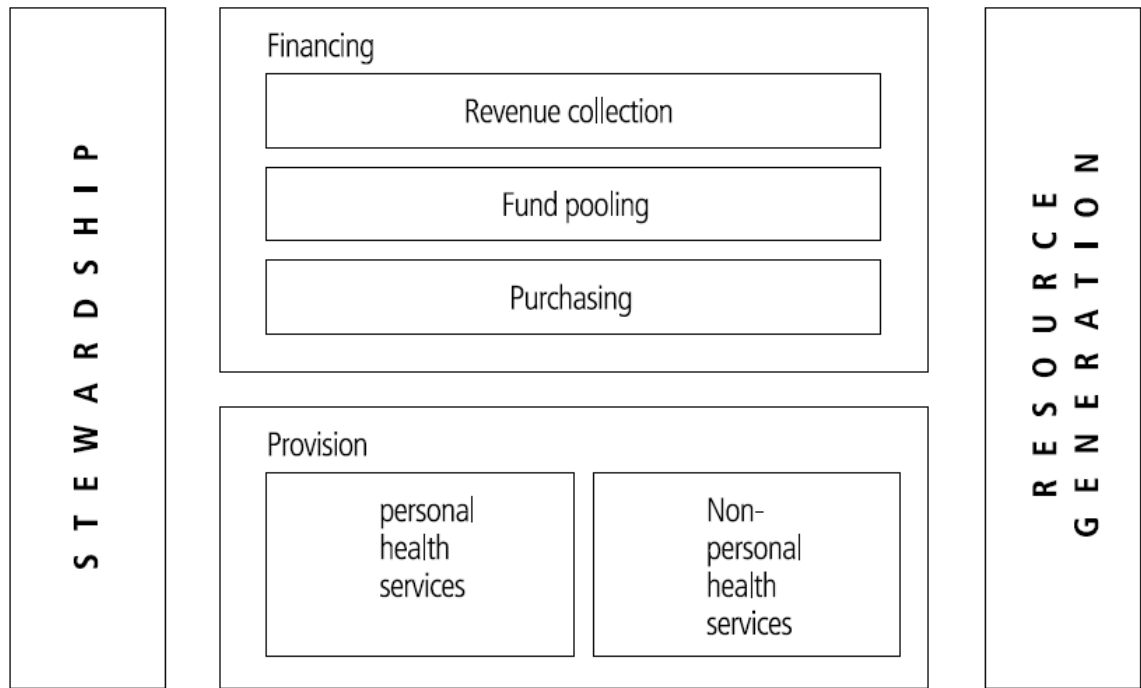 STEWARDSHIP
Financing
Revenue collection
Fund pooling
Purchasing
Provision
personal
health
services
Non-
personal
health
services
RESOURCE
GENERATION